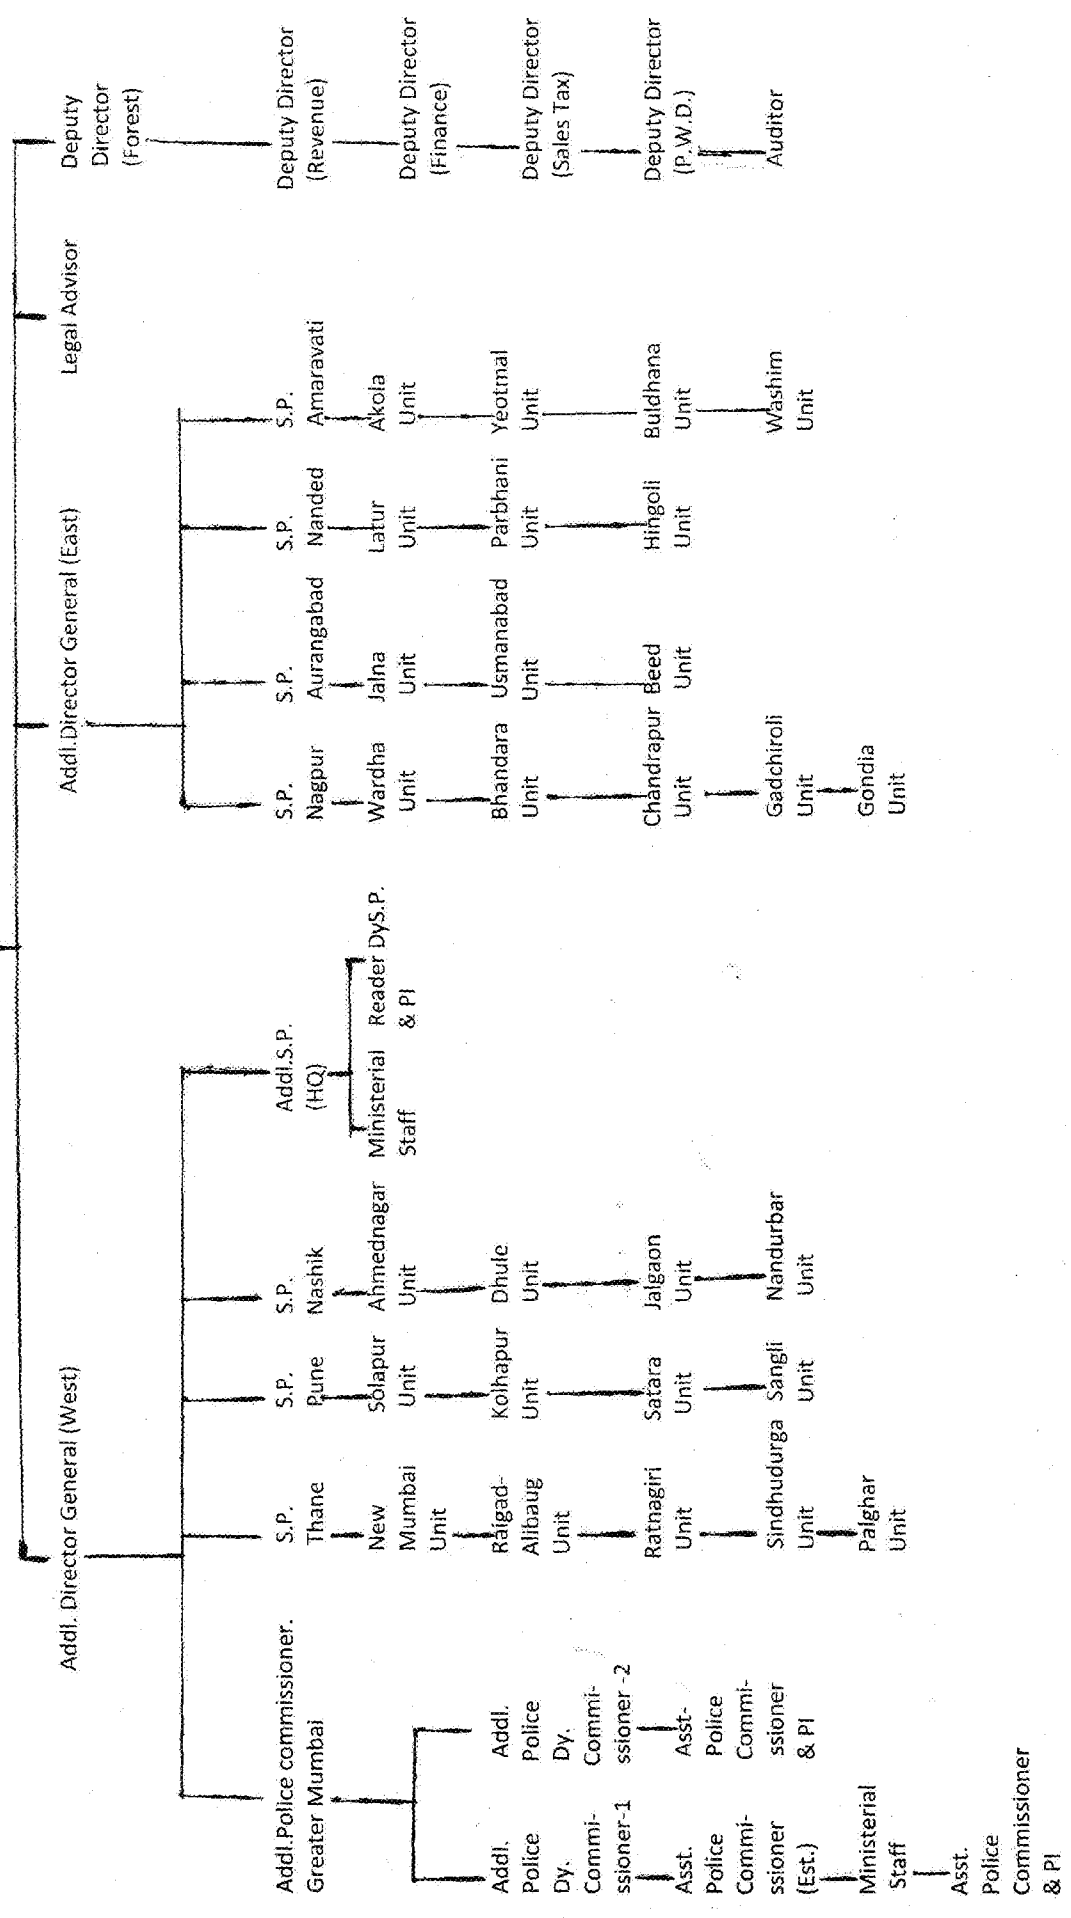 Addl. Director General (West)
Addl.Director General (East)
Legal Advisor
Deputy
Director
(Forest)
Addl.Police commissioner.
Greater Mumbai
Addl.
Police
Dy.
Commi-
ssioner-1
Asst.
Police
Commi-
ssioner
(Est.)
Ministerial
Staff
Asst.
Police
Commissioner
& PI
Addl.
Police
Dy.
Commi-
ssioner -2
Asst-
Police
Commi-
ssioner
& PI
S.P.
Thane
New
Mumbai
Unit
Raigad-
Alibaug
Unit
Ratnagiri
Unit
Sindhudurga
Unit
Palghar
Unit
S.P.
Pune
Solapur
Unit
Kolhapur
Unit
Satara
Unit
Sangli
Unit
S.P.
Nashik
Ahmednagar
Unit
Dhule
Unit
Jalgaon
Unit
Nandurbar
Unit
Addl.S.P.
(HQ)
Ministerial
Staff
Reader DyS.P.
& PI
S.P.
Nagpur
Wardha
Unit
Bhandara
Unit
Chandrapur
Unit
Gadchiroli
Unit
Gondia
Unit
S.P.
Aurangabad
Jalna
Unit
Usmanabad
Unit
Beed
Unit
S.P.
Nanded
Latur
Unit
Parbhani
Unit
Hingoli
Unit
S.P.
Amaravati
Akola
Unit
Yeotmal
Unit
Buldhana
Unit
Washim
Unit
Deputy Director
(Revenue)
Deputy Director
(Finance)
Deputy Director
(Sales Tax)
Deputy Director
(P.W.D.)
Auditor